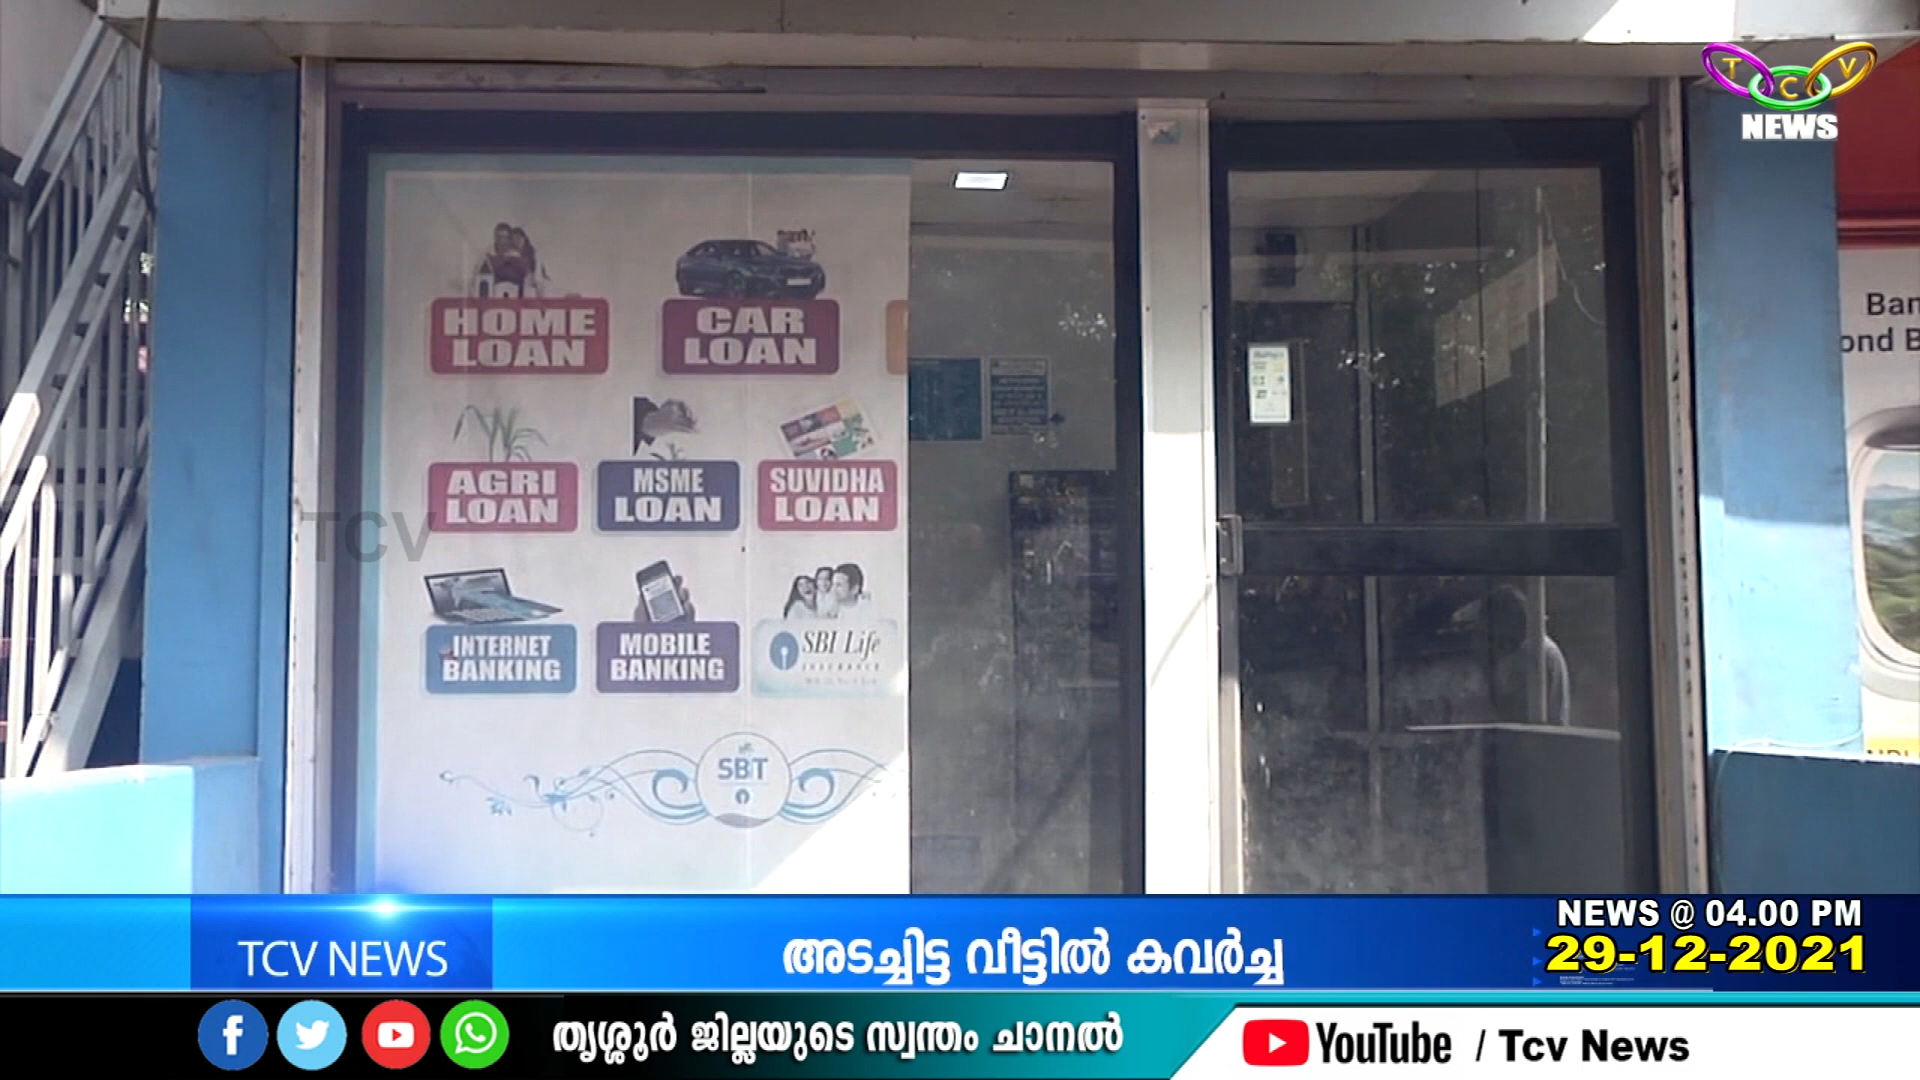 T C V
NEWS
HOME
LOAN
CAR
LOAN
AGRI
LOAN
MSME
LOAN
SUVIDHA
LOAN
TCV
INTERNET
BANKING
MOBILE
BANKING
SBI Life
INSURANCE
SBT
Ban
ond B
TCV NEWS
അടച്ചിട്ട വീട്ടിൽ കവർച്ച
NEWS @ 04.00 PM
29-12-2021
തൃശ്ശൂർ ജില്ലയുടെ സ്വന്തം ചാനൽ
YouTube / Tcv News